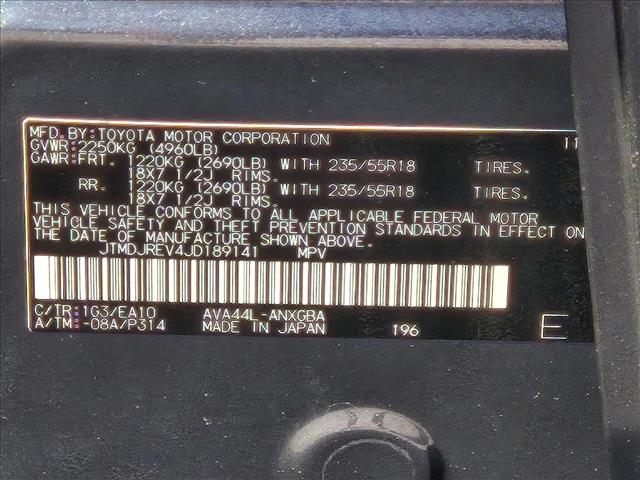 MFD.BY:TOYOTA MOTOR CORPORATION 11
GVWR:2250KG (4960LB)
GAWR:FRT. 1220KG (2690LB) WITH 235/55R18 TIRES.
18X7 1/2J RIMS.
RR. 1220KG (2690LB) WITH 235/55R18 TIRES.
18X7 1/2J RIMS.
THIS VEHICLE CONFORMS TO ALL APPLICABLE FEDERAL MOTOR
VEHICLE SAFETY AND THEFT PREVENTION STANDARDS IN EFFECT ON
THE DATE OF MANUFACTURE SHOWN ABOVE.
JTMDJREV4JD189141 MPV
C/TR:1G3/EA10 AVA44L-ANXGBA
A/TM:-08A/P314 MADE IN JAPAN 196 E